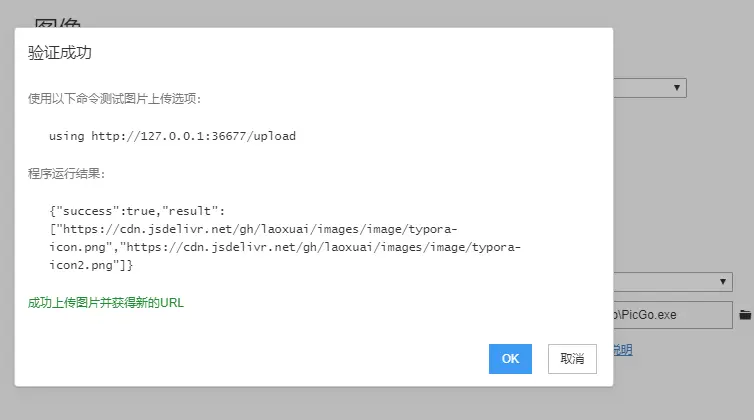 图像
验证成功
使用以下命令测试图片上传选项:
using http://127.0.0.1:36677/upload
程序运行结果:
{"success":true,"result":
["https://cdn.jsdelivr.net/gh/laoxuai/images/image/typora-
icon.png","https://cdn.jsdelivr.net/gh/laoxuai/images/image/typora-
icon2.png"]}
成功上传图片并获得新的URL
\PicGo.exe
说明
OK
取消